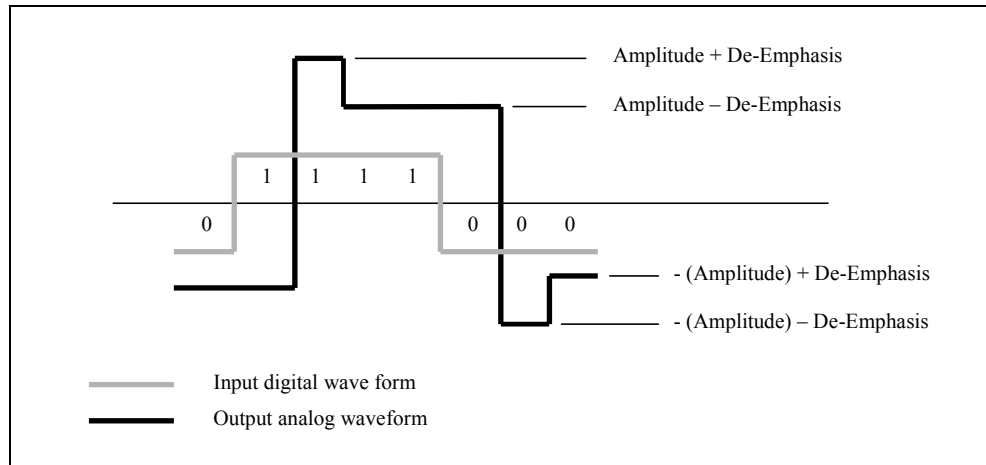 Amplitude + De-Emphasis
Amplitude – De-Emphasis
1 1 1 1
0 0 0 0
- (Amplitude) + De-Emphasis
- (Amplitude) – De-Emphasis
Input digital wave form
Output analog waveform